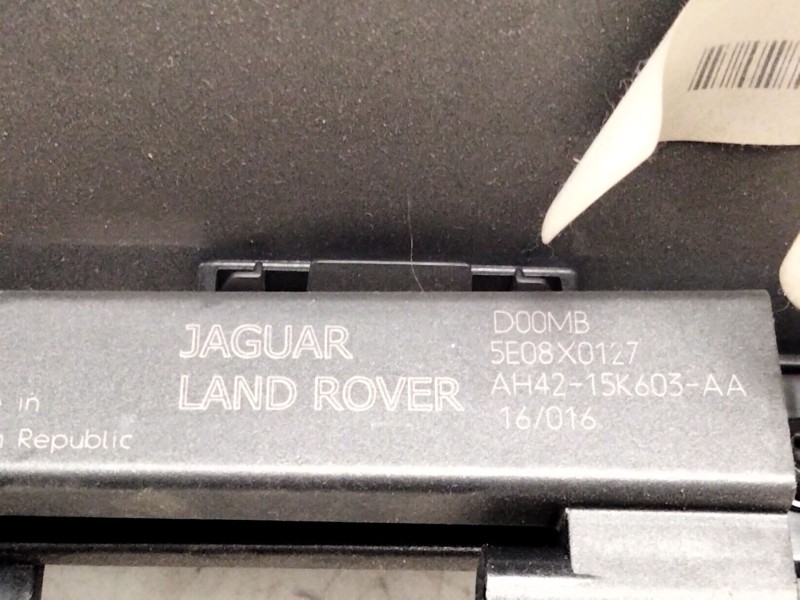 JAGUAR
LAND ROVER
in
Republic
D00MB
5E08X0127
AH42-15K603-AA
16/016